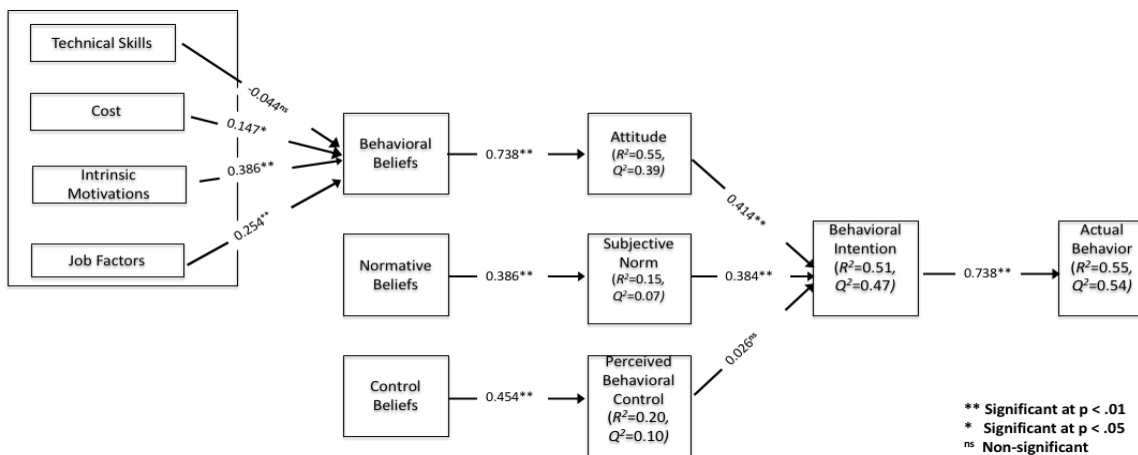 Technical Skills
Cost
Intrinsic
Motivations
Job Factors
-0.044ns
0.147*
0.386**
0.254**
Behavioral
Beliefs
0.738**
Attitude
(R²=0.55,
Q²=0.39)
0.414**
Normative
Beliefs
0.386**
Subjective
Norm
(R²=0.15,
Q²=0.07)
0.384**
Control
Beliefs
0.454**
Perceived
Behavioral
Control
(R²=0.20,
Q²=0.10)
0.026ns
Behavioral
Intention
(R²=0.51,
Q²=0.47)
0.738**
Actual
Behavior
(R²=0.55,
Q²=0.54)
** Significant at p < .01
* Significant at p < .05
ns Non-significant